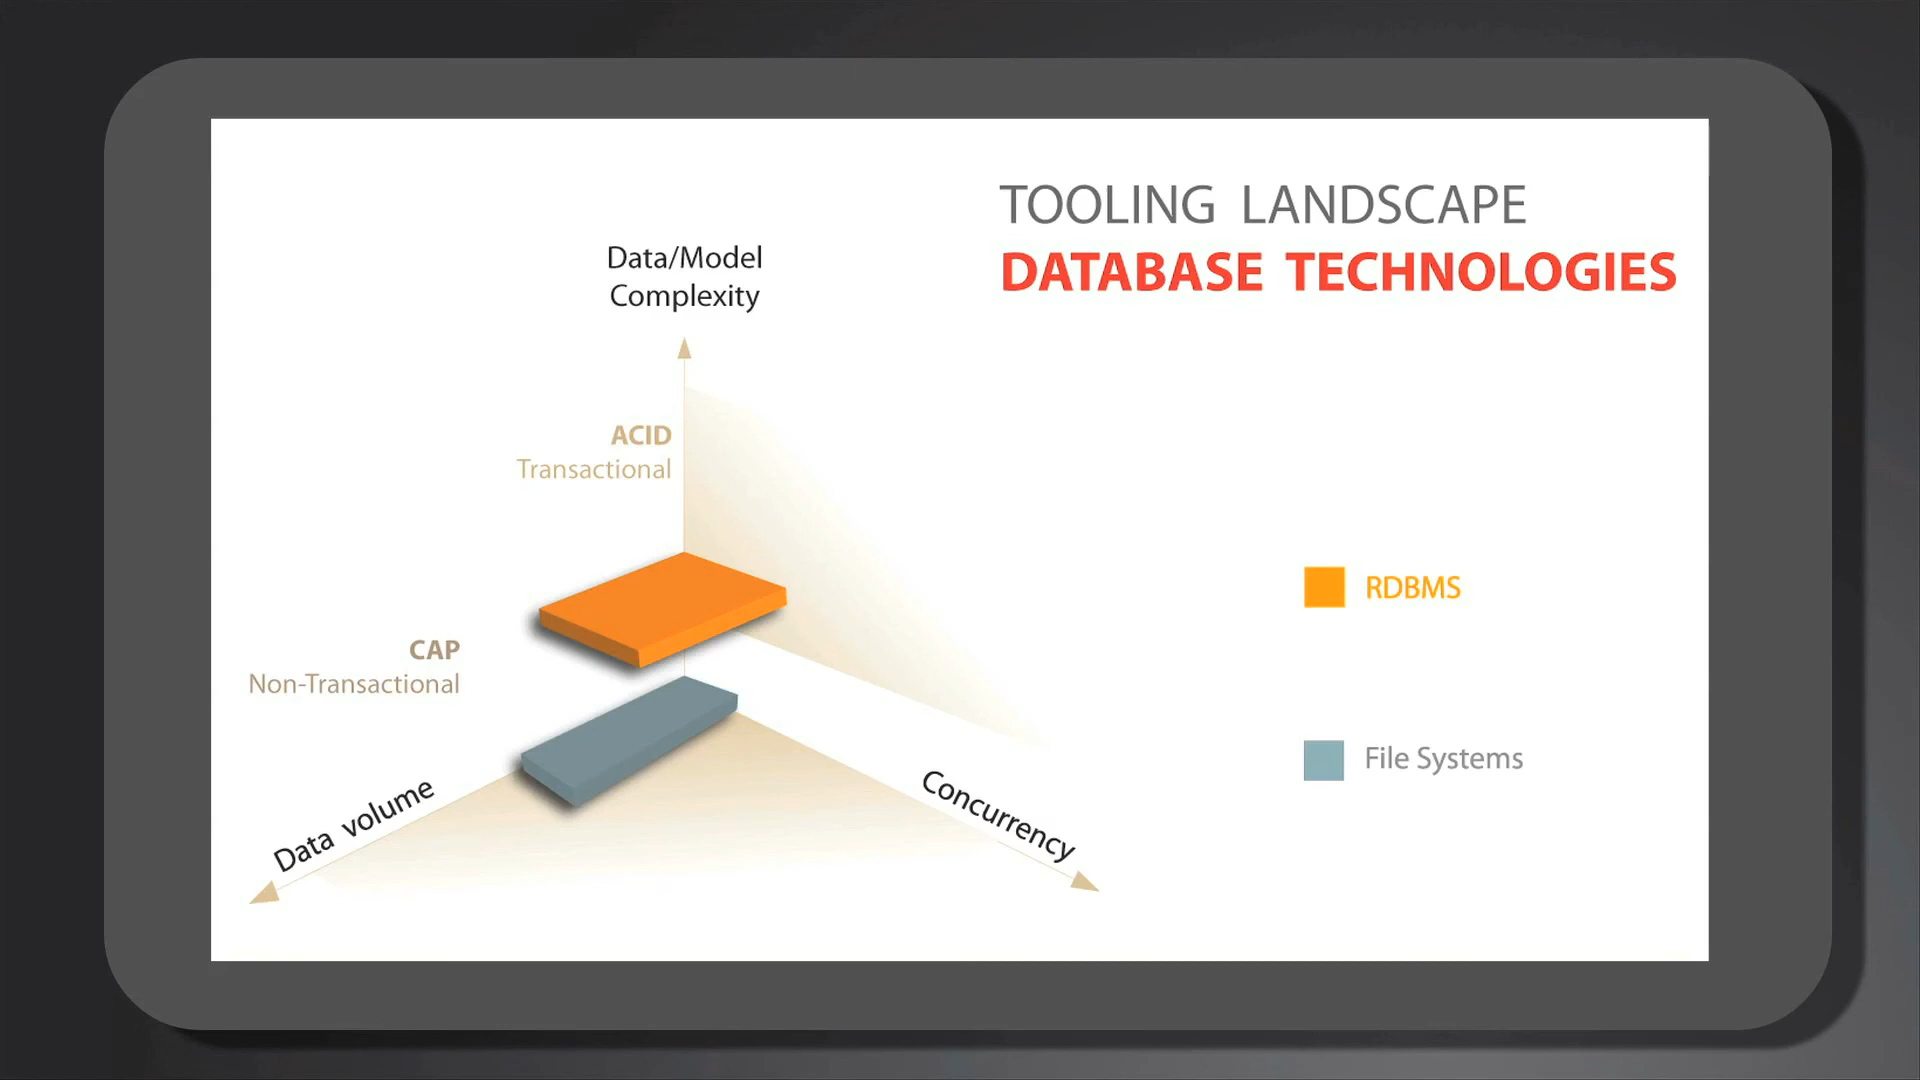 TOOLING LANDSCAPE
DATABASE TECHNOLOGIES
Data/Model
Complexity
ACID
Transactional
CAP
Non-Transactional
Data volume
Concurrency
RDBMS
File Systems